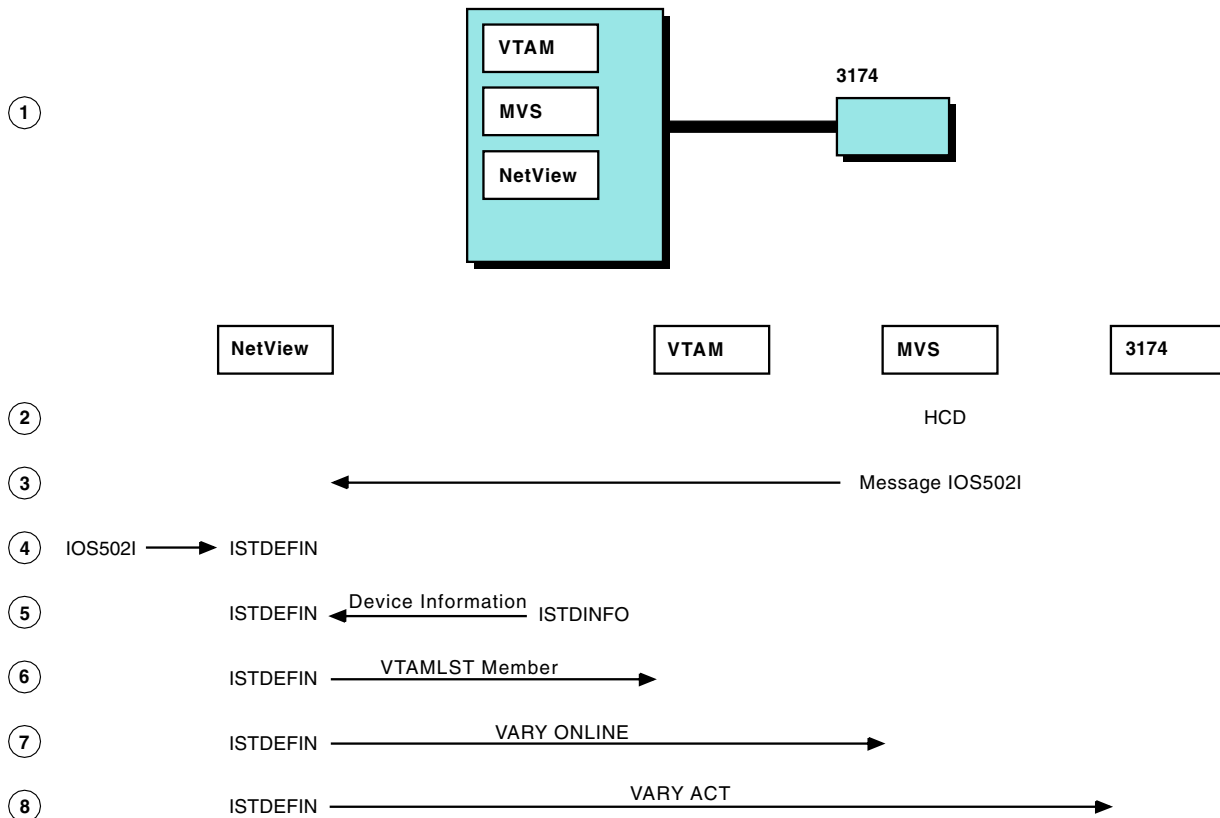 VTAM
3174
1
MVS
NetView
NetView VTAM MVS 3174
2 HCD
3 Message IOS502I
4 IOS502I ISTDEFIN
5 ISTDEFIN Device Information ISTDINFO
6 ISTDEFIN VTAMLST Member
7 ISTDEFIN VARY ONLINE
8 ISTDEFIN VARY ACT